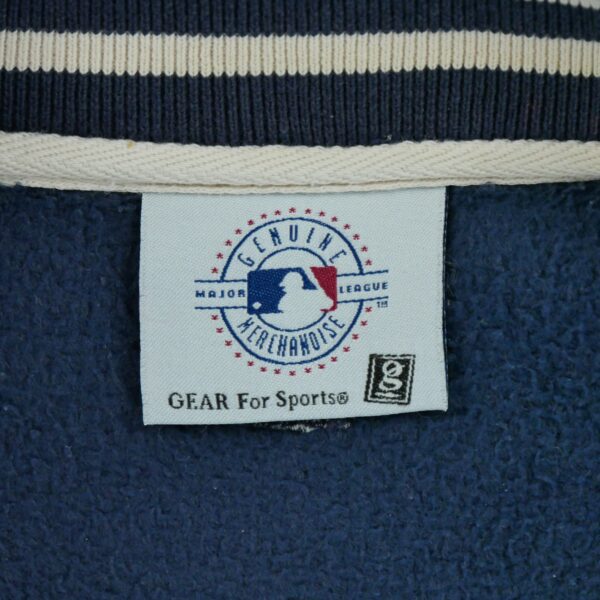 GENUINE
MAJOR LEAGUE
TM
MERCHANDISE
GEAR For Sports®
g